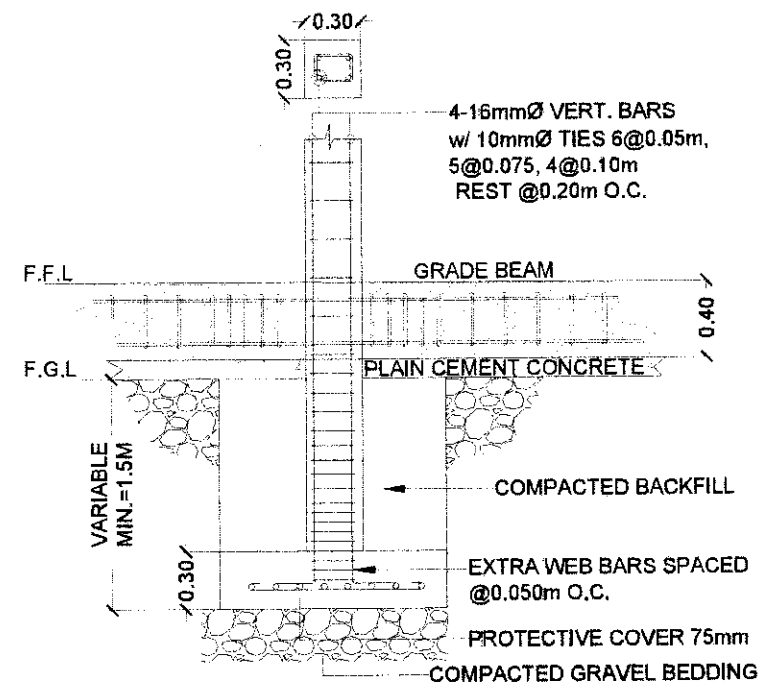 0.30
0.30
4-16mmØ VERT. BARS
w/ 10mmØ TIES 6@0.05m,
5@0.075, 4@0.10m
REST @0.20m O.C.
F.F.L
GRADE BEAM
0.40
F.G.L
PLAIN CEMENT CONCRETE
VARIABLE
MIN.=1.5M
COMPACTED BACKFILL
0.30
EXTRA WEB BARS SPACED
@0.050m O.C.
PROTECTIVE COVER 75mm
COMPACTED GRAVEL BEDDING